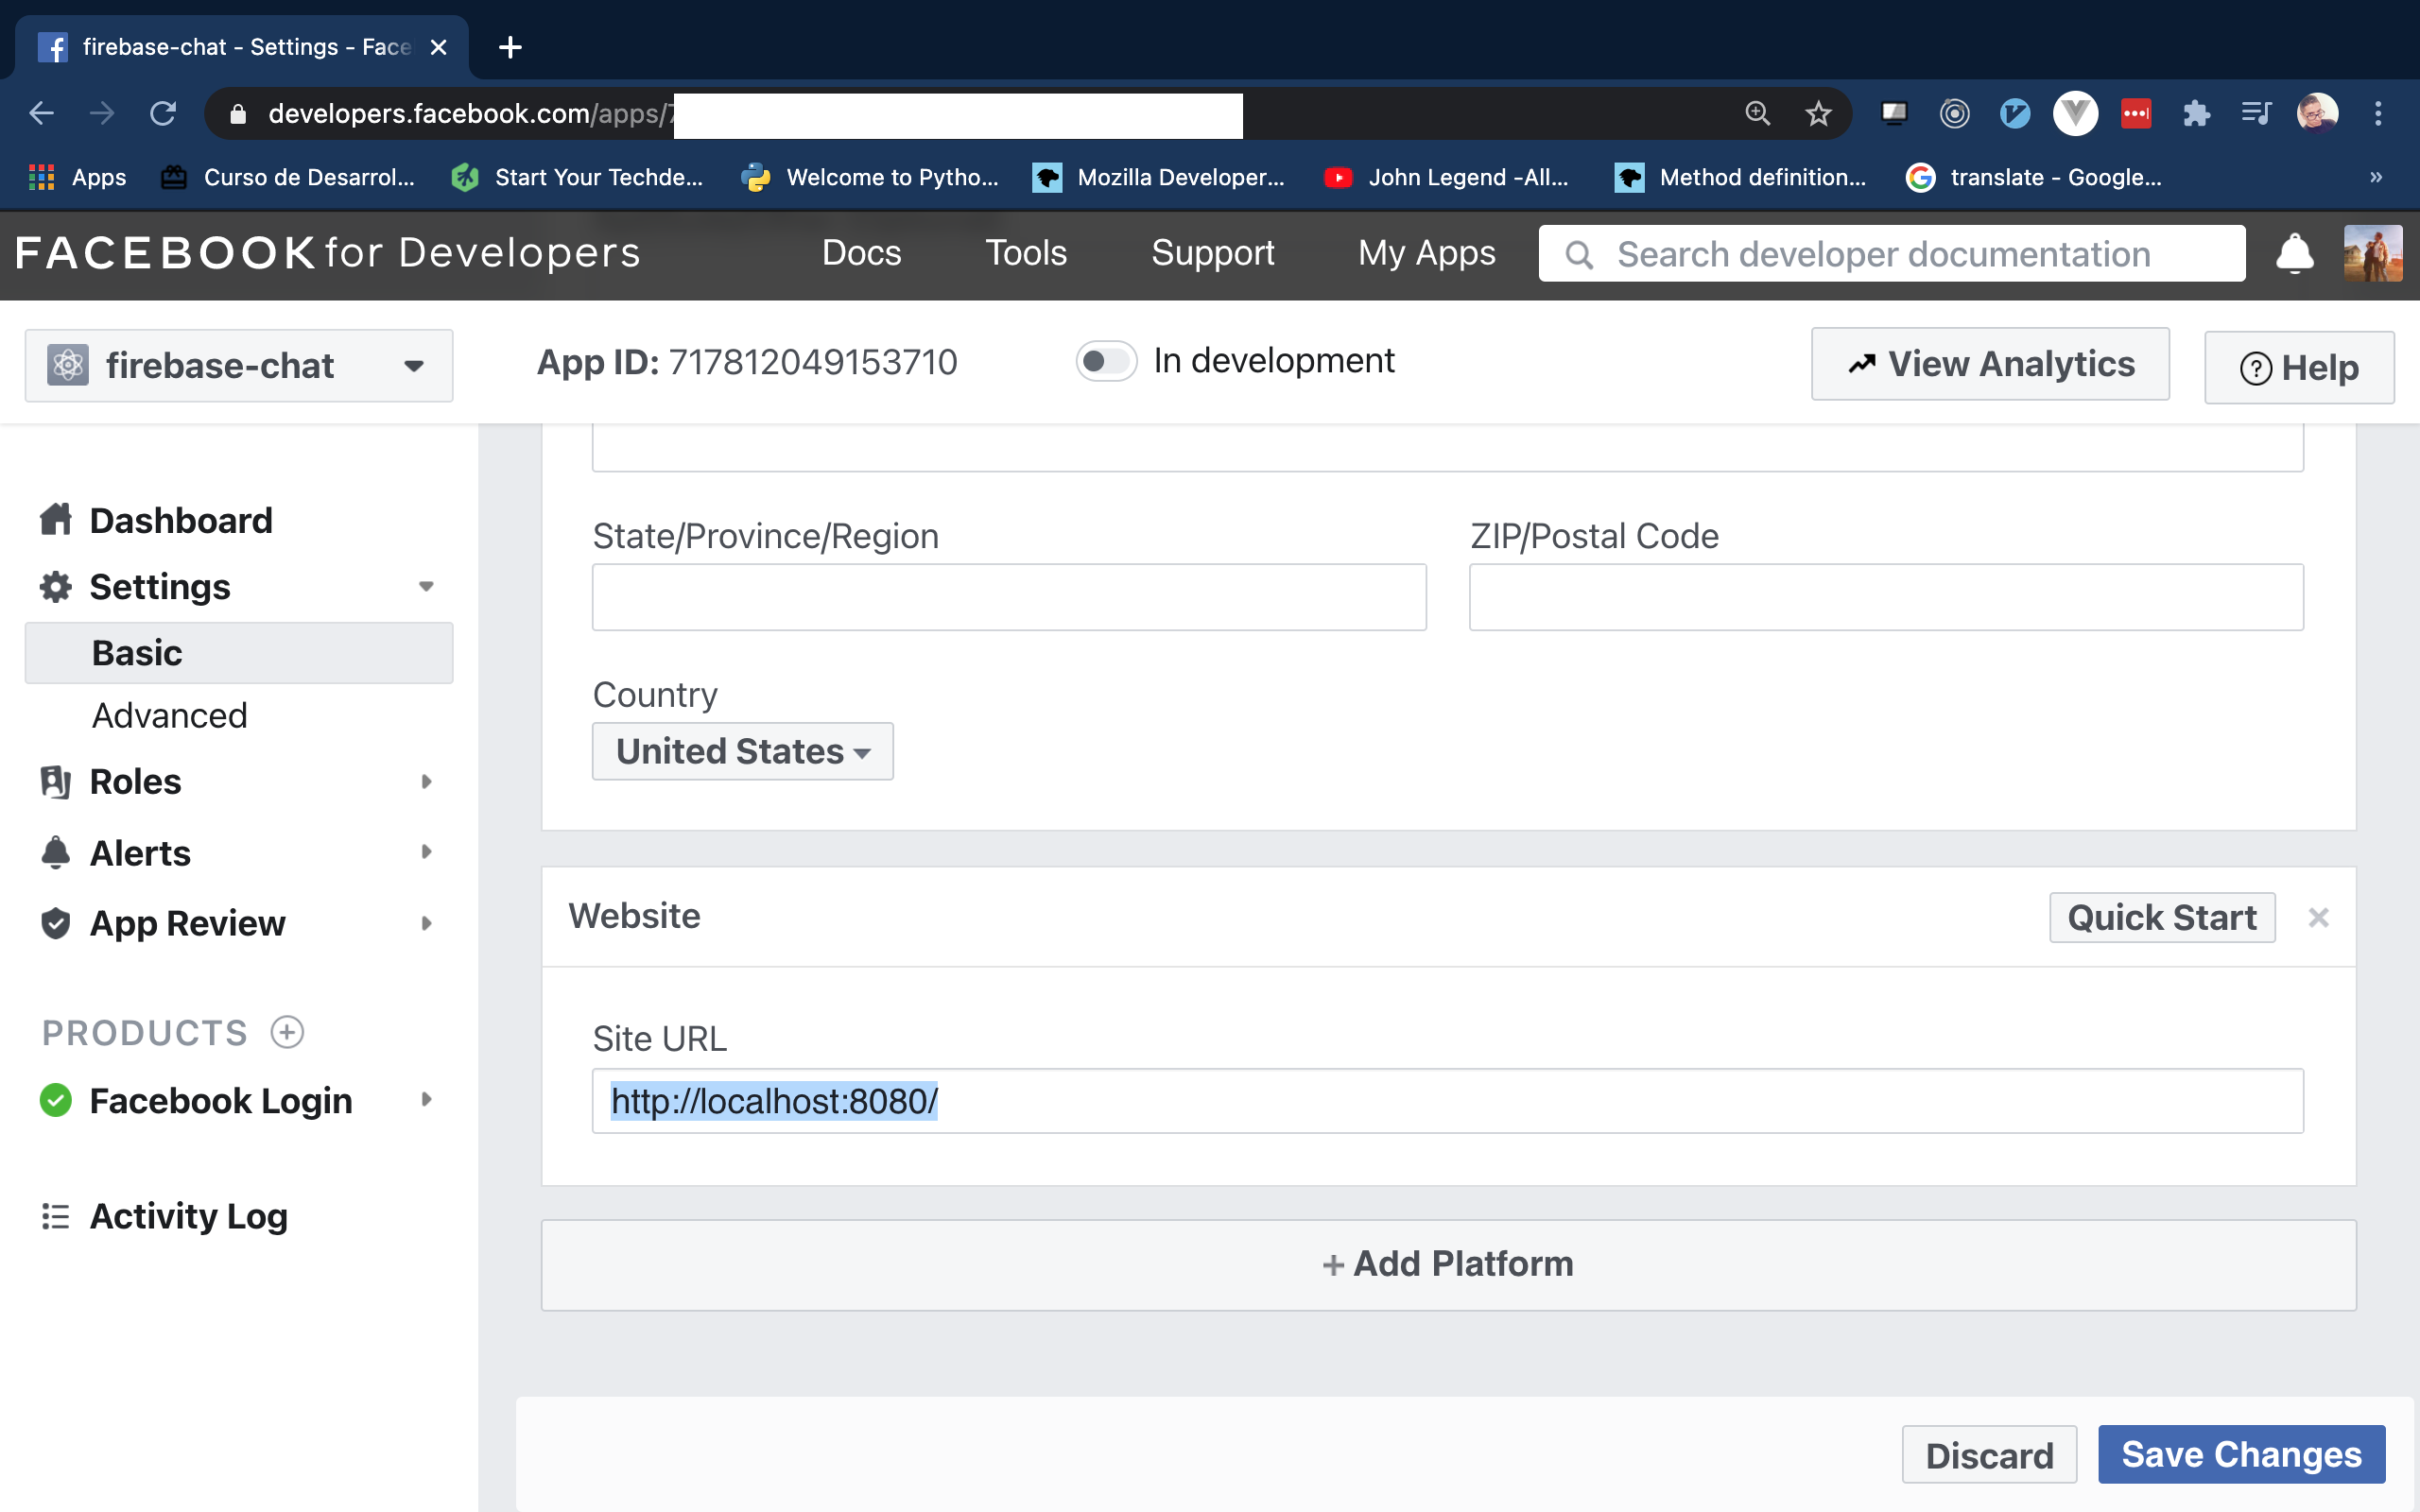 firebase-chat - Settings - Face
developers.facebook.com/apps/7
Apps
Curso de Desarrol...
Start Your Techde...
Welcome to Pytho...
Mozilla Developer...
John Legend -All...
Method definition...
translate - Google...
»
FACEBOOK for Developers
Docs
Tools
Support
My Apps
Search developer documentation
firebase-chat
App ID: 717812049153710
In development
View Analytics
Help
Dashboard
Settings
Basic
Advanced
Roles
Alerts
App Review
PRODUCTS
Facebook Login
Activity Log
State/Province/Region
ZIP/Postal Code
Country
United States
Website
Quick Start
Site URL
http://localhost:8080/
+ Add Platform
Discard
Save Changes